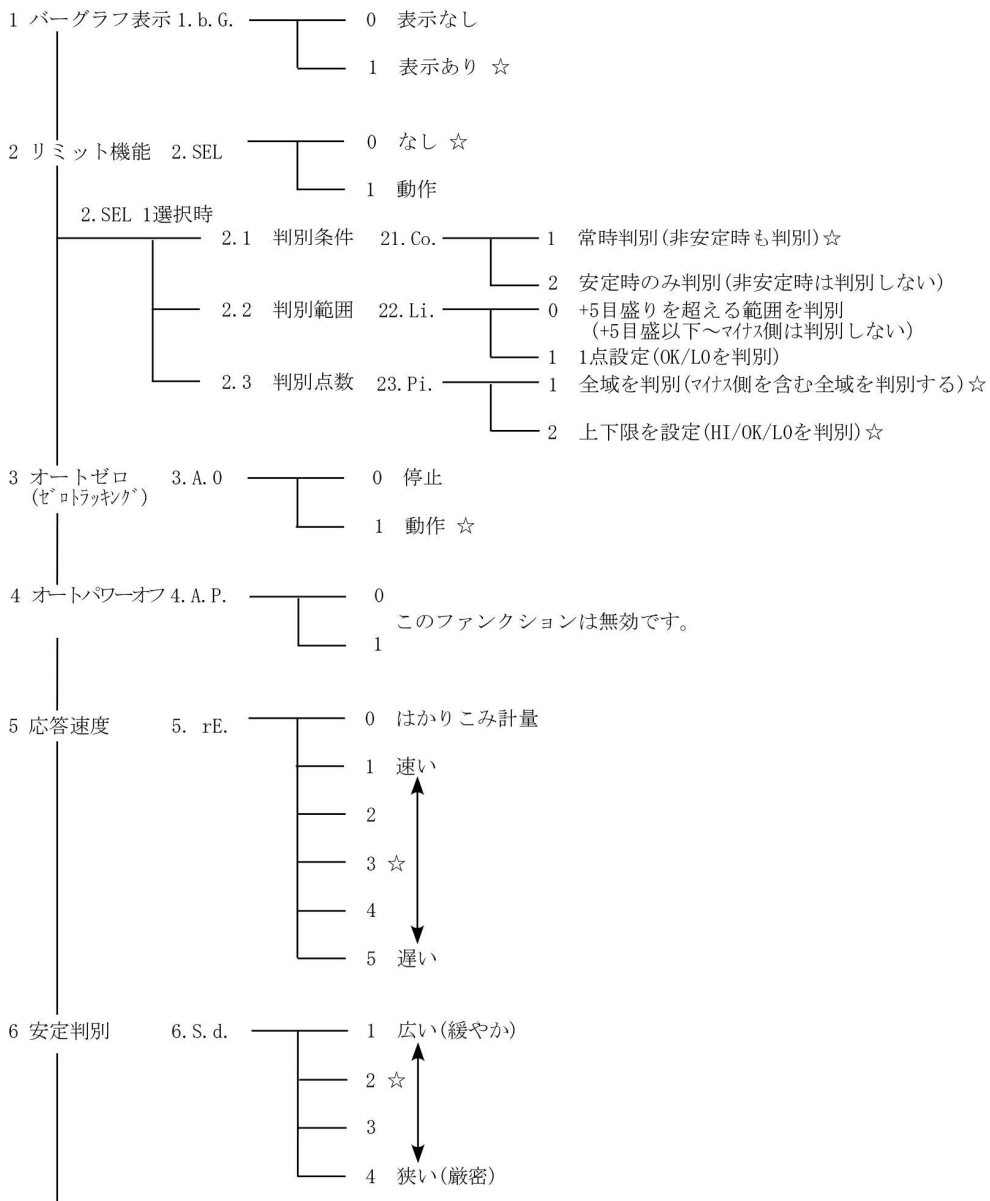 1 バーグラフ表示 1.b.G. 0 表示なし
1 表示あり ☆
2 リミット機能 2.SEL 0 なし ☆
1 動作
2.SEL 1選択時
2.1 判別条件 21.Co. 1 常時判別(非安定時も判別)☆
2 安定時のみ判別(非安定時は判別しない)
2.2 判別範囲 22.Li. 0 +5目盛りを超える範囲を判別
(+5目盛以下～マイナス側は判別しない)
1 1点設定(OK/LOを判別)
2.3 判別点数 23.Pi. 1 全域を判別(マイナス側を含む全域を判別する)☆
2 上下限を設定(HI/OK/LOを判別)☆
3 オートゼロ 3.A.0 0 停止
(ｾﾞﾛﾄﾗｯｷﾝｸﾞ)
1 動作 ☆
4 オートパワーオフ 4.A.P. 0
このファンクションは無効です。
1
5 応答速度 5. rE. 0 はかりこみ計量
1 速い
2
3 ☆
4
5 遅い
6 安定判別 6.S.d. 1 広い(緩やか)
2 ☆
3
4 狭い(厳密)